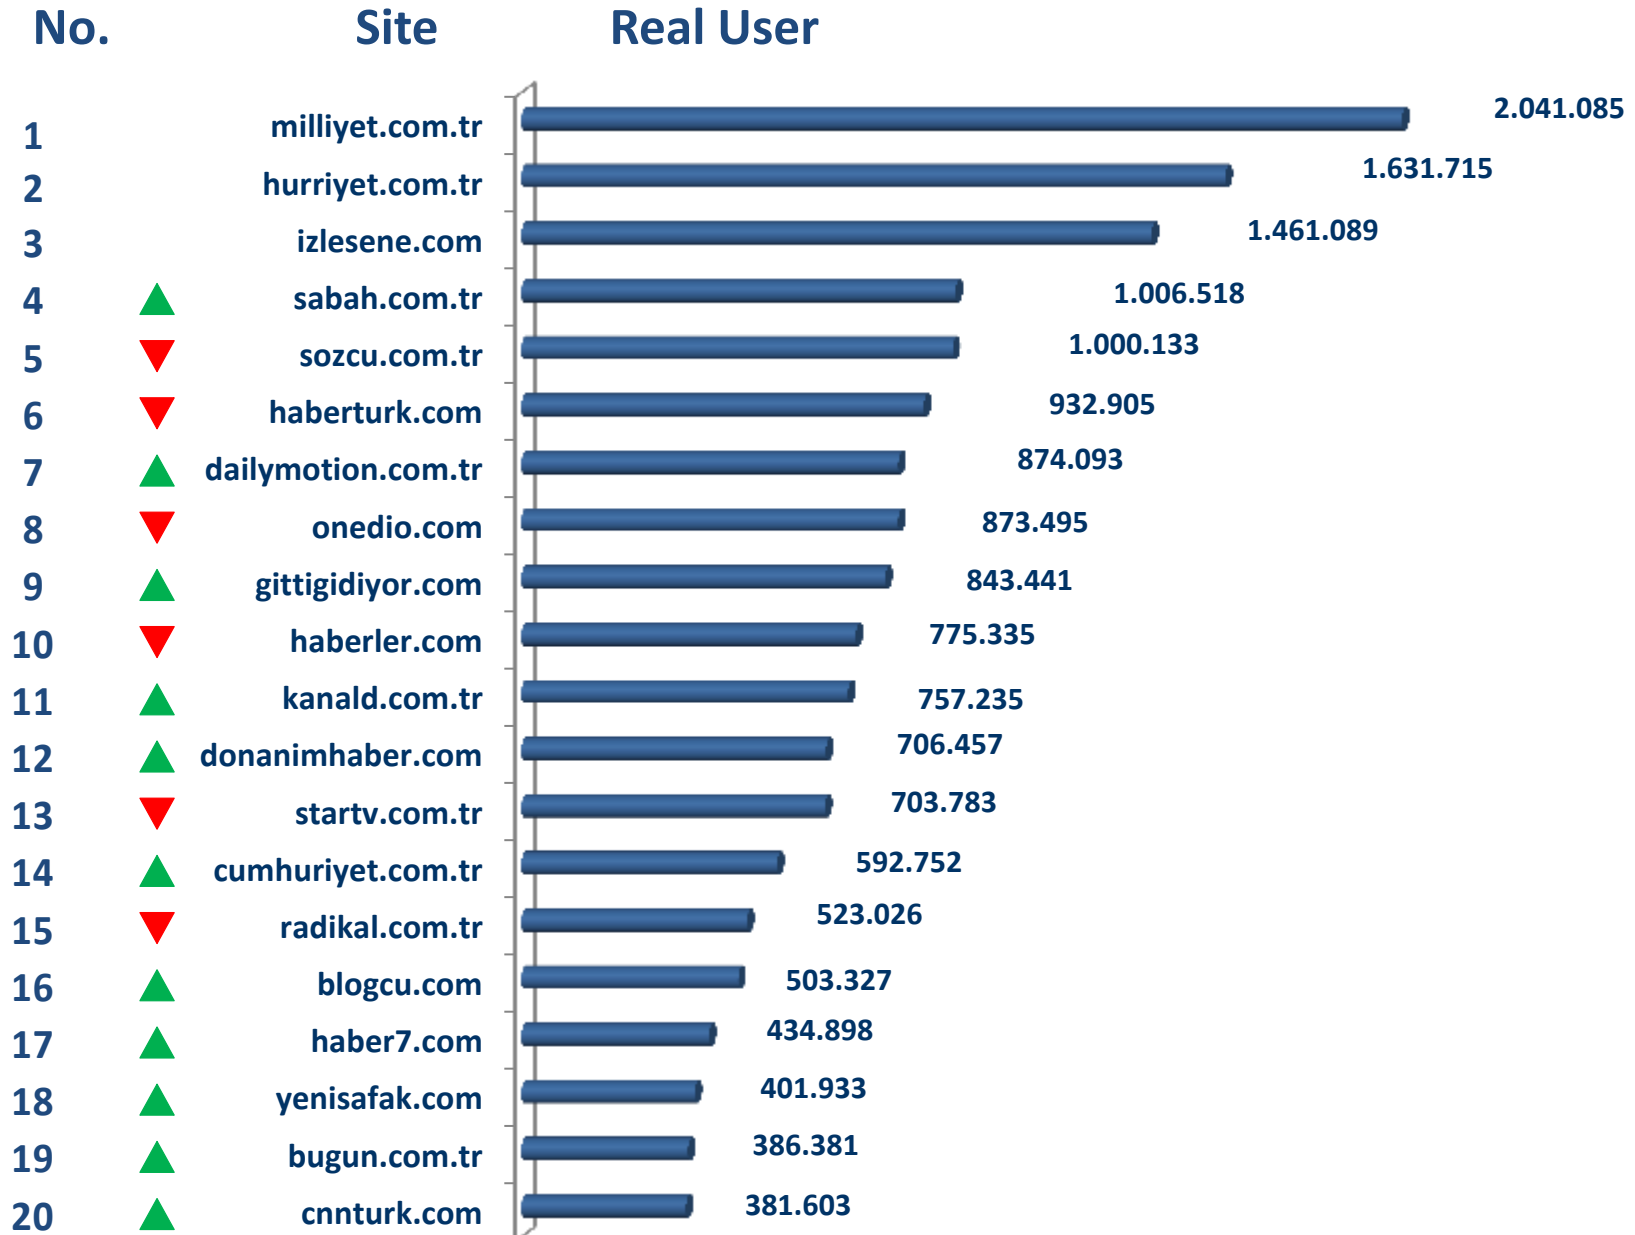 No. Site Real User
1 milliyet.com.tr 2.041.085
2 hurriyet.com.tr 1.631.715
3 izlesene.com 1.461.089
4 sabah.com.tr 1.006.518
5 sozcu.com.tr 1.000.133
6 haberturk.com 932.905
7 dailymotion.com.tr 874.093
8 onedio.com 873.495
9 gittigidiyor.com 843.441
10 haberler.com 775.335
11 kanald.com.tr 757.235
12 donanimhaber.com 706.457
13 startv.com.tr 703.783
14 cumhuriyet.com.tr 592.752
15 radikal.com.tr 523.026
16 blogcu.com 503.327
17 haber7.com 434.898
18 yenisafak.com 401.933
19 bugun.com.tr 386.381
20 cnnturk.com 381.603